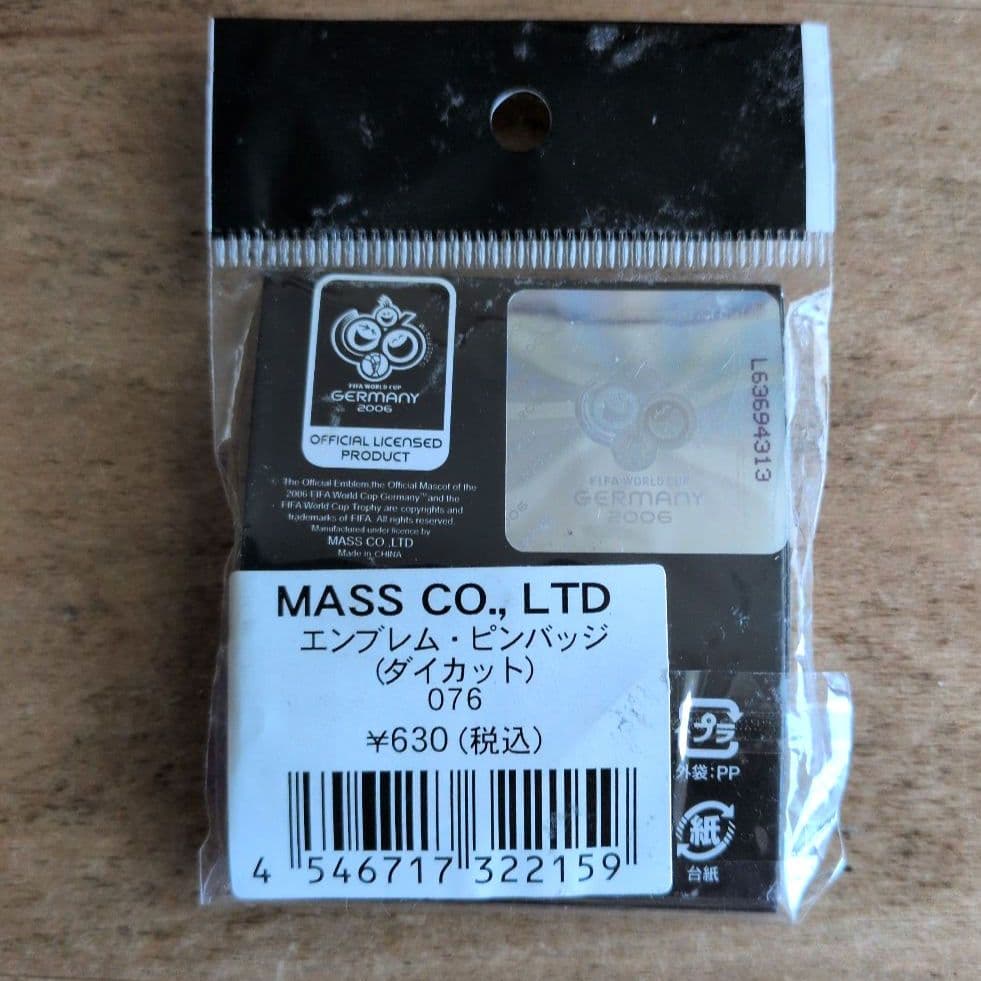 FIFA WORLD CUP
GERMANY
2006
OFFICIAL LICENSED
PRODUCT
The Official Emblem,the Official Mascot of the
2006 FIFA World Cup Germany™and the
FIFA World Cup Trophy are copyrights and
trademarks of FIFA. All rights reserved.
Manufactured under licence by
MASS CO.,LTD
Made in CHINA
L63694313
FIFA WORLD CUP
GERMANY
2006
MASS CO., LTD
エンブレム・ピンバッジ
(ダイカット)
076
¥630(税込)
4 546717 322159
プラ
外袋:PP
紙
台紙